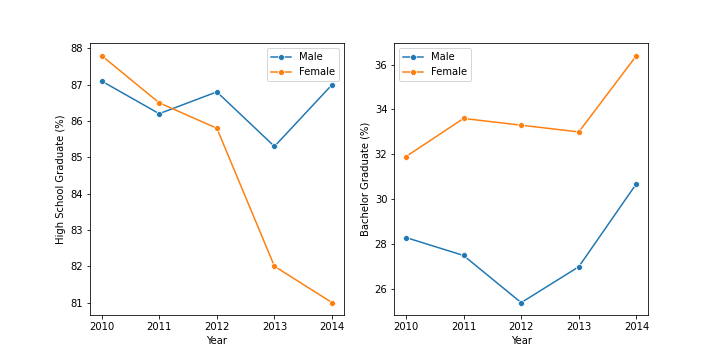 88
87
86
85
84
83
82
81
High School Graduate (%)
2010 2011 2012 2013 2014
Year
Male
Female
36
34
32
30
28
26
Bachelor Graduate (%)
2010 2011 2012 2013 2014
Year
Male
Female